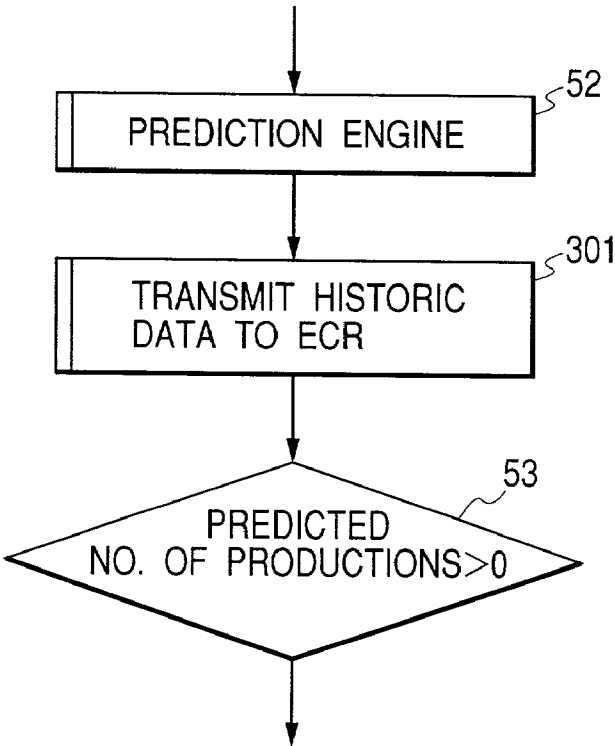 52
PREDICTION ENGINE
301
TRANSMIT HISTORIC
DATA TO ECR
53
PREDICTED
NO. OF PRODUCTIONS>0